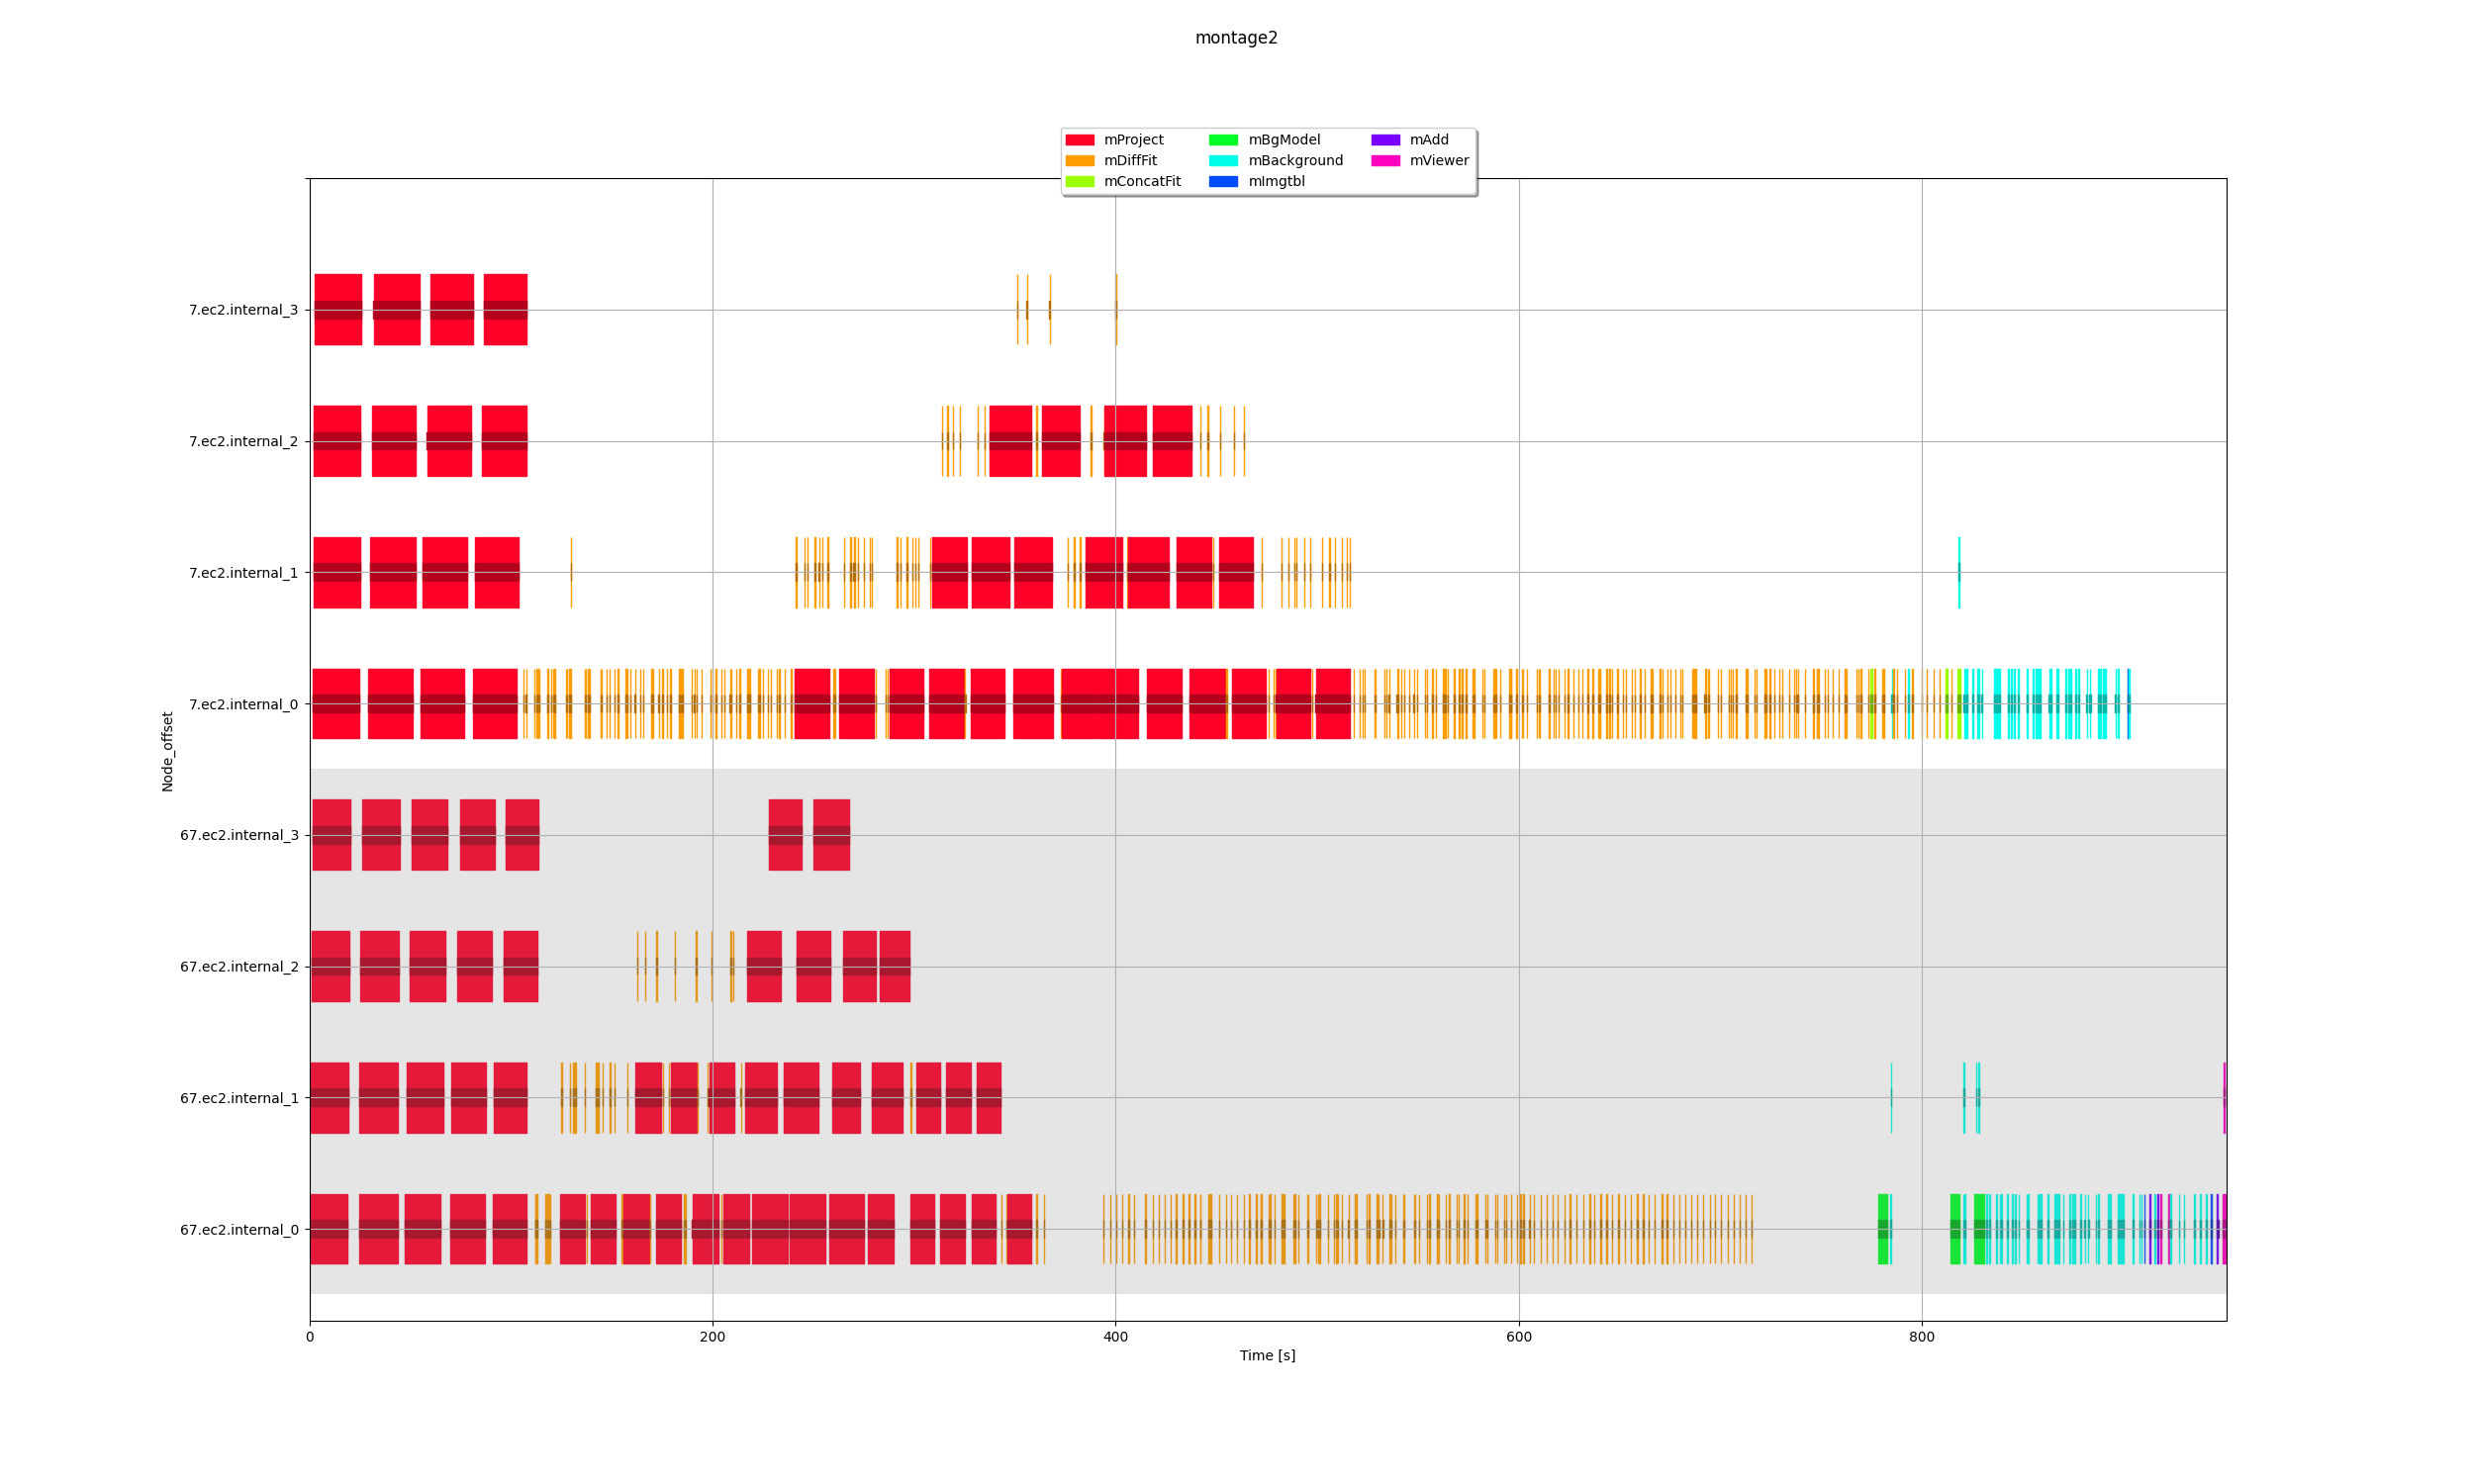 montage2
mProject
mDiffFit
mConcatFit
mBgModel
mBackground
mImgtbl
mAdd
mViewer
7.ec2.internal_3
7.ec2.internal_2
7.ec2.internal_1
7.ec2.internal_0
67.ec2.internal_3
67.ec2.internal_2
67.ec2.internal_1
67.ec2.internal_0
Node_offset
0
200
400
600
800
Time [s]